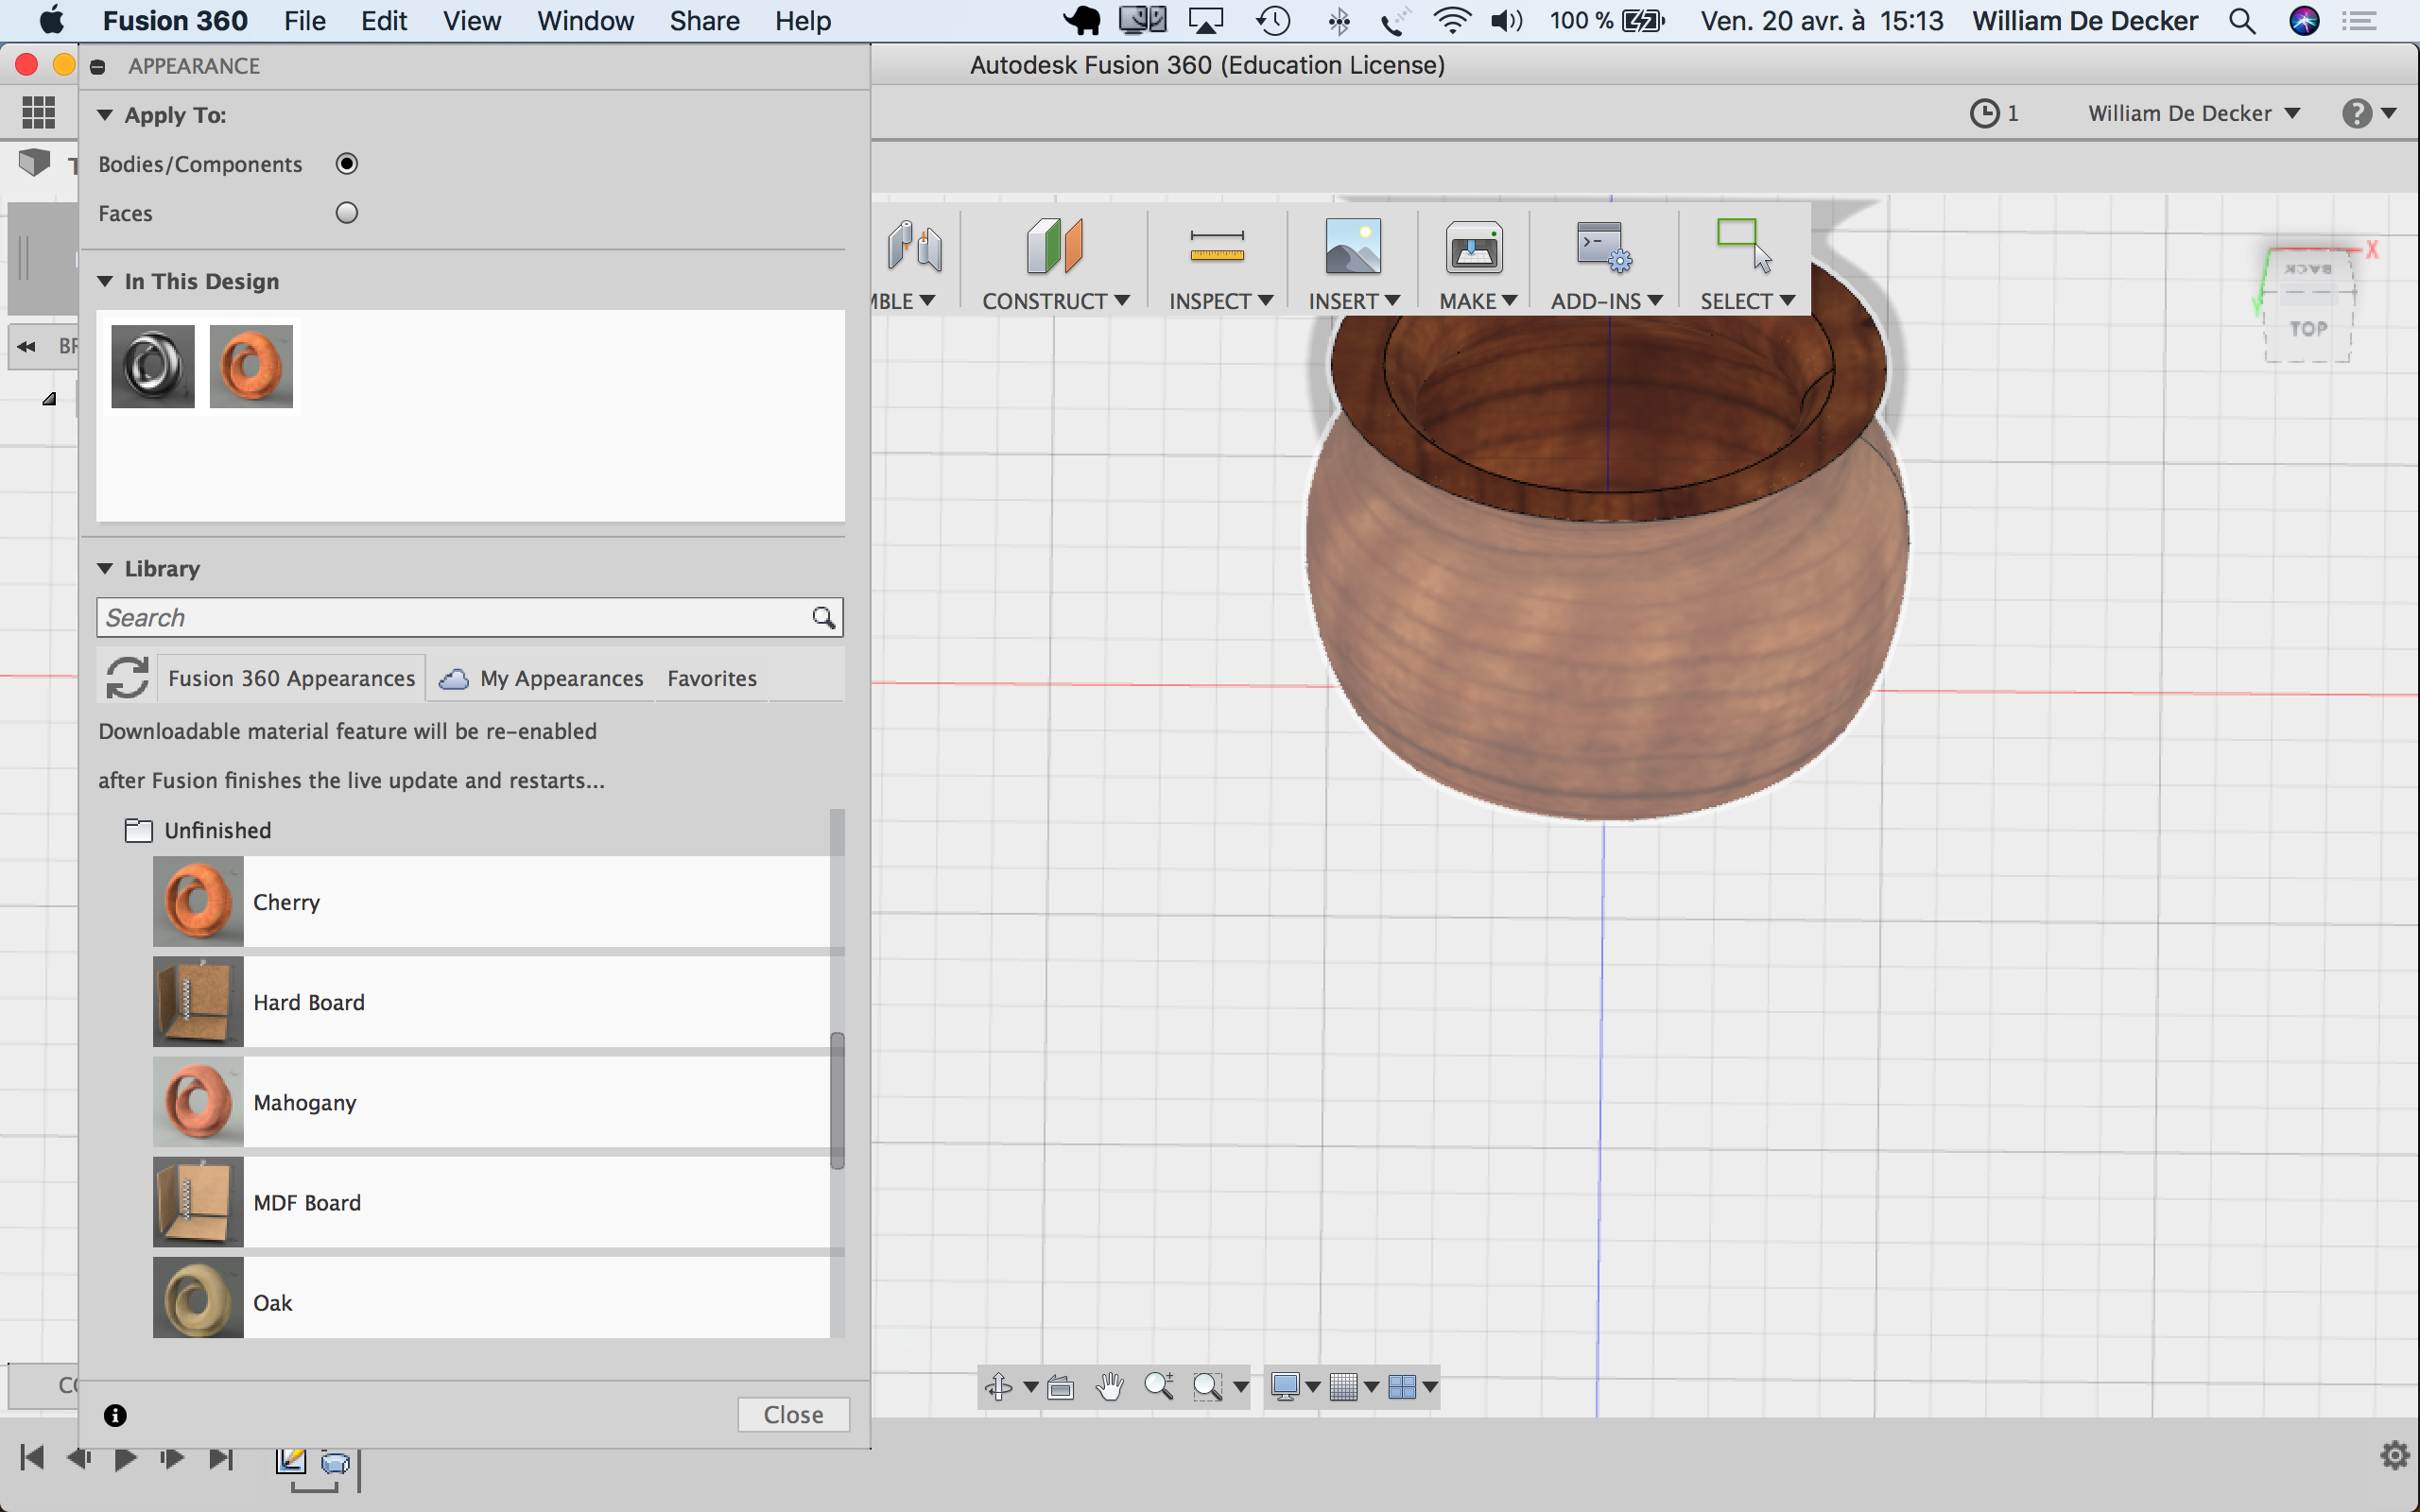 Fusion 360 File Edit View Window Share Help 100 % Ven. 20 avr. à 15:13 William De Decker
APPEARANCE
Autodesk Fusion 360 (Education License)
1 William De Decker ?
Apply To:
Bodies/Components
Faces
MBLE CONSTRUCT INSPECT INSERT MAKE ADD-INS SELECT
X
BACK
Y
TOP
In This Design
BR
Library
Search
Fusion 360 Appearances My Appearances Favorites
Downloadable material feature will be re-enabled
after Fusion finishes the live update and restarts...
Unfinished
Cherry
Hard Board
Mahogany
MDF Board
Oak
CO
Close